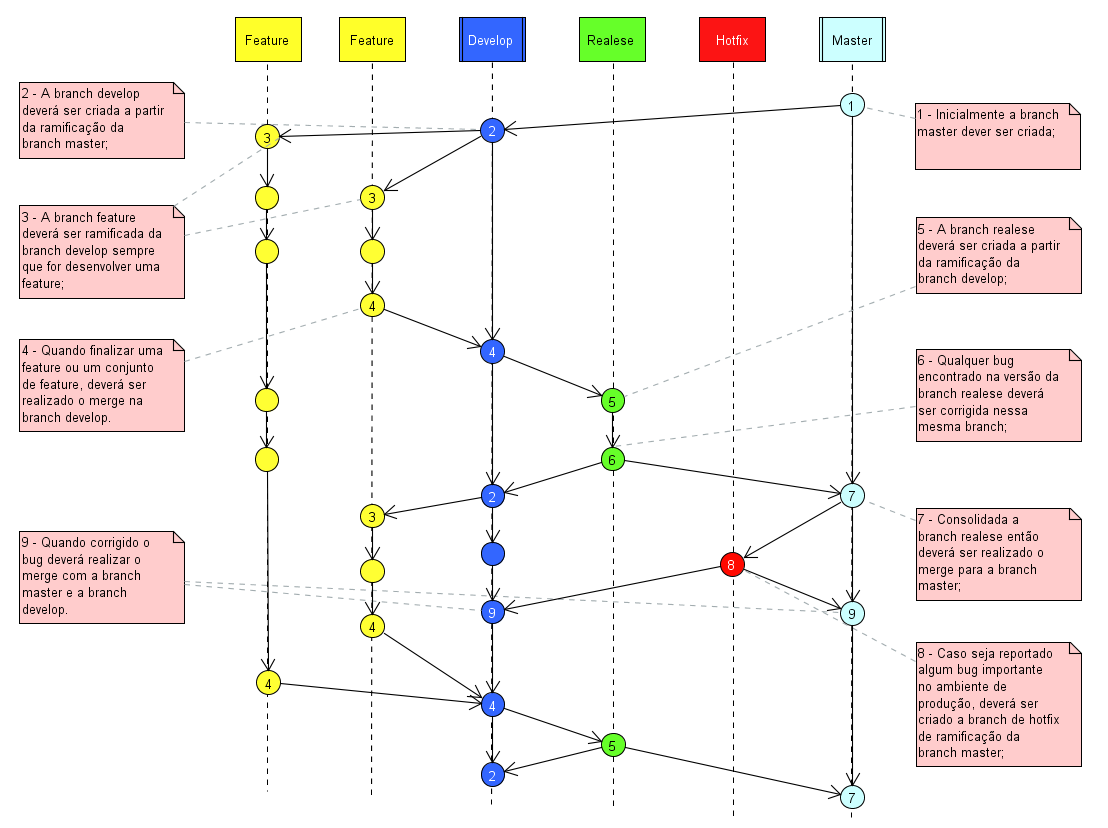 Feature
Feature
Develop
Realese
Hotfix
Master
2 - A branch develop
deverá ser criada a partir
da ramificação da
branch master;
1 - Inicialmente a branch
master dever ser criada;
1
2
3
3
3 - A branch feature
deverá ser ramificada da
branch develop sempre
que for desenvolver uma
feature;
5 - A branch realese
deverá ser criada a partir
da ramificação da
branch develop;
4
4
4 - Quando finalizar uma
feature ou um conjunto
de feature, deverá ser
realizado o merge na
branch develop.
6 - Qualquer bug
encontrado na versão da
branch realese deverá
ser corrigida nessa
mesma branch;
5
6
2
7
3
7 - Consolidada a
branch realese então
deverá ser realizado o
merge para a branch
master;
9 - Quando corrigido o
bug deverá realizar o
merge com a branch
master e a branch
develop.
8
9
9
4
8 - Caso seja reportado
algum bug importante
no ambiente de
produção, deverá ser
criado a branch de hotfix
de ramificação da
branch master;
4
4
5
2
7